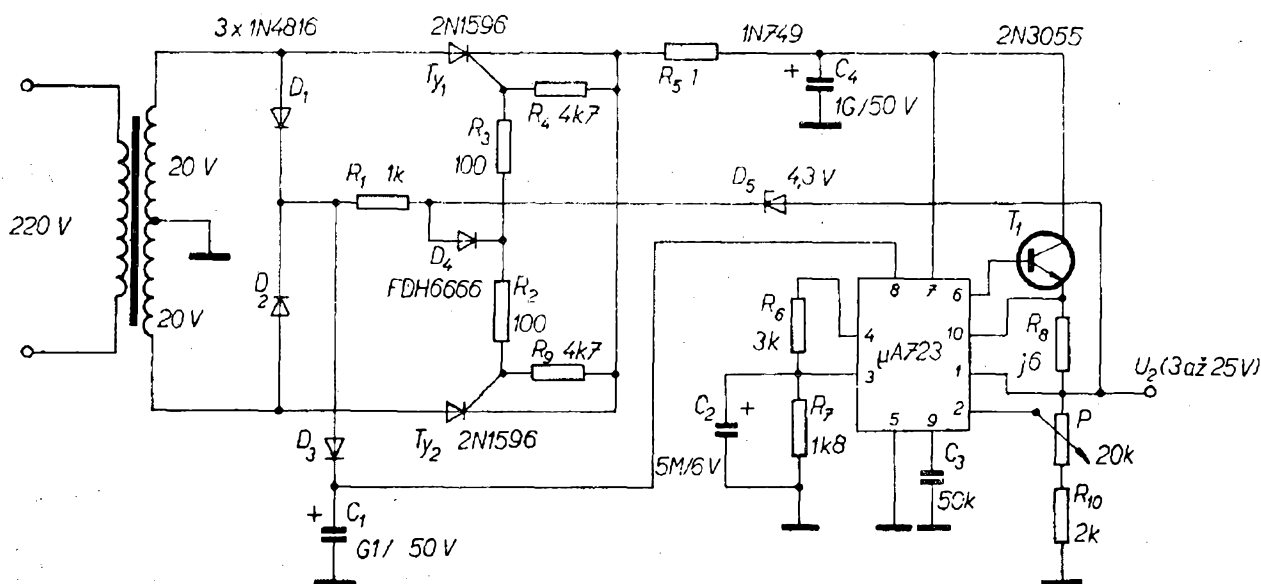 3 x 1N4816
2N1596
1N749
2N3055
Ty1
D1
R4 4k7
R5 1
C4
+
1G/50 V
R3
100
20 V
R1 1k
D5 4,3 V
220 V
T1
D4
D2
FDH6666
R2
100
8 7 6
R6
3k
4
10
R8
j6
20 V
R9 4k7
µA723
3
1
U2 (3 až 25V)
C2 +
R7
1k8
5 9 2
P
20k
D3
Ty2 2N1596
5M/6 V
C3
50k
R10
2k
+
C1
G1/ 50 V